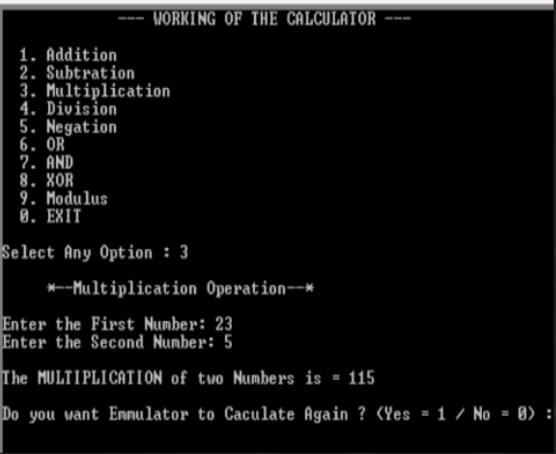 --- WORKING OF THE CALCULATOR ---
1. Addition
2. Subtration
3. Multiplication
4. Division
5. Negation
6. OR
7. AND
8. XOR
9. Modulus
0. EXIT
Select Any Option : 3
*--Multiplication Operation--*
Enter the First Number: 23
Enter the Second Number: 5
The MULTIPLICATION of two Numbers is = 115
Do you want Emmulator to Caculate Again ? (Yes = 1 / No = 0) :